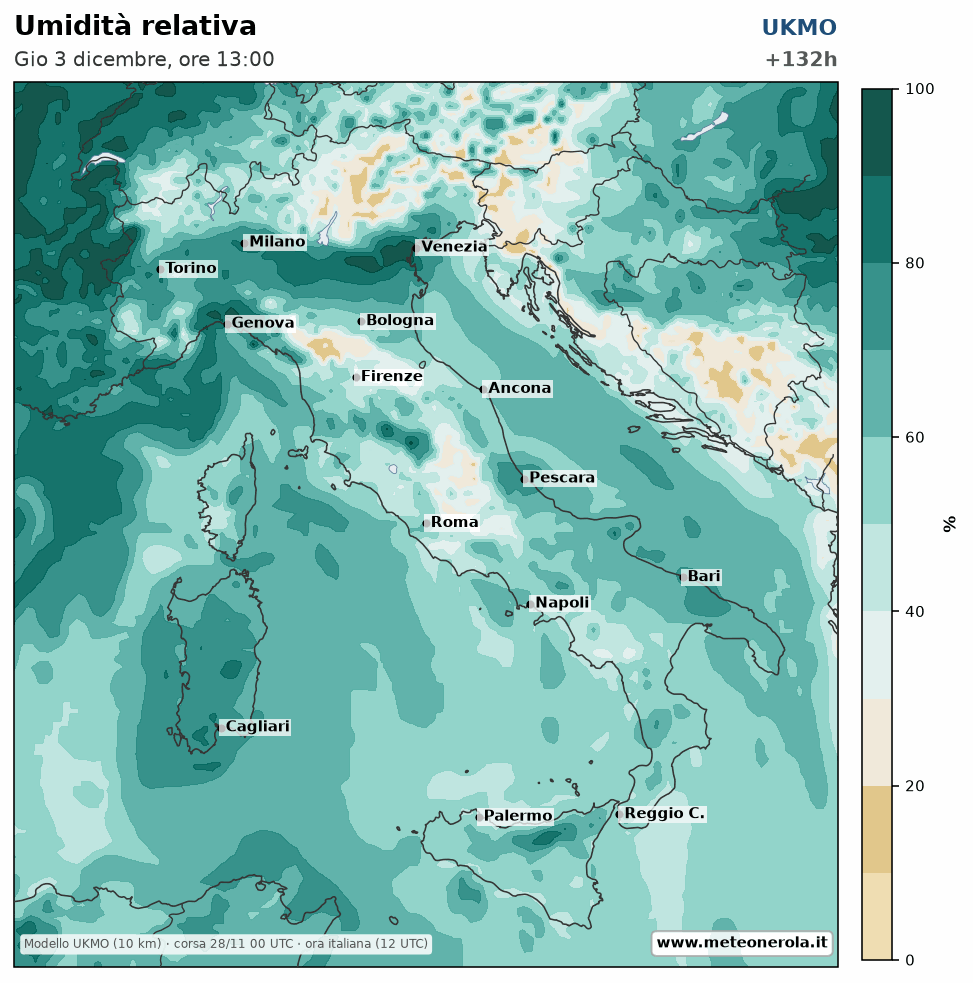 Umidità relativa
UKMO
Gio 3 dicembre, ore 13:00
+132h
100
80
60
40
20
0
%
Milano
Venezia
Torino
Genova
Bologna
Firenze
Ancona
Pescara
Roma
Bari
Napoli
Cagliari
Palermo
Reggio C.
Modello UKMO (10 km) · corsa 28/11 00 UTC · ora italiana (12 UTC)
www.meteonerola.it